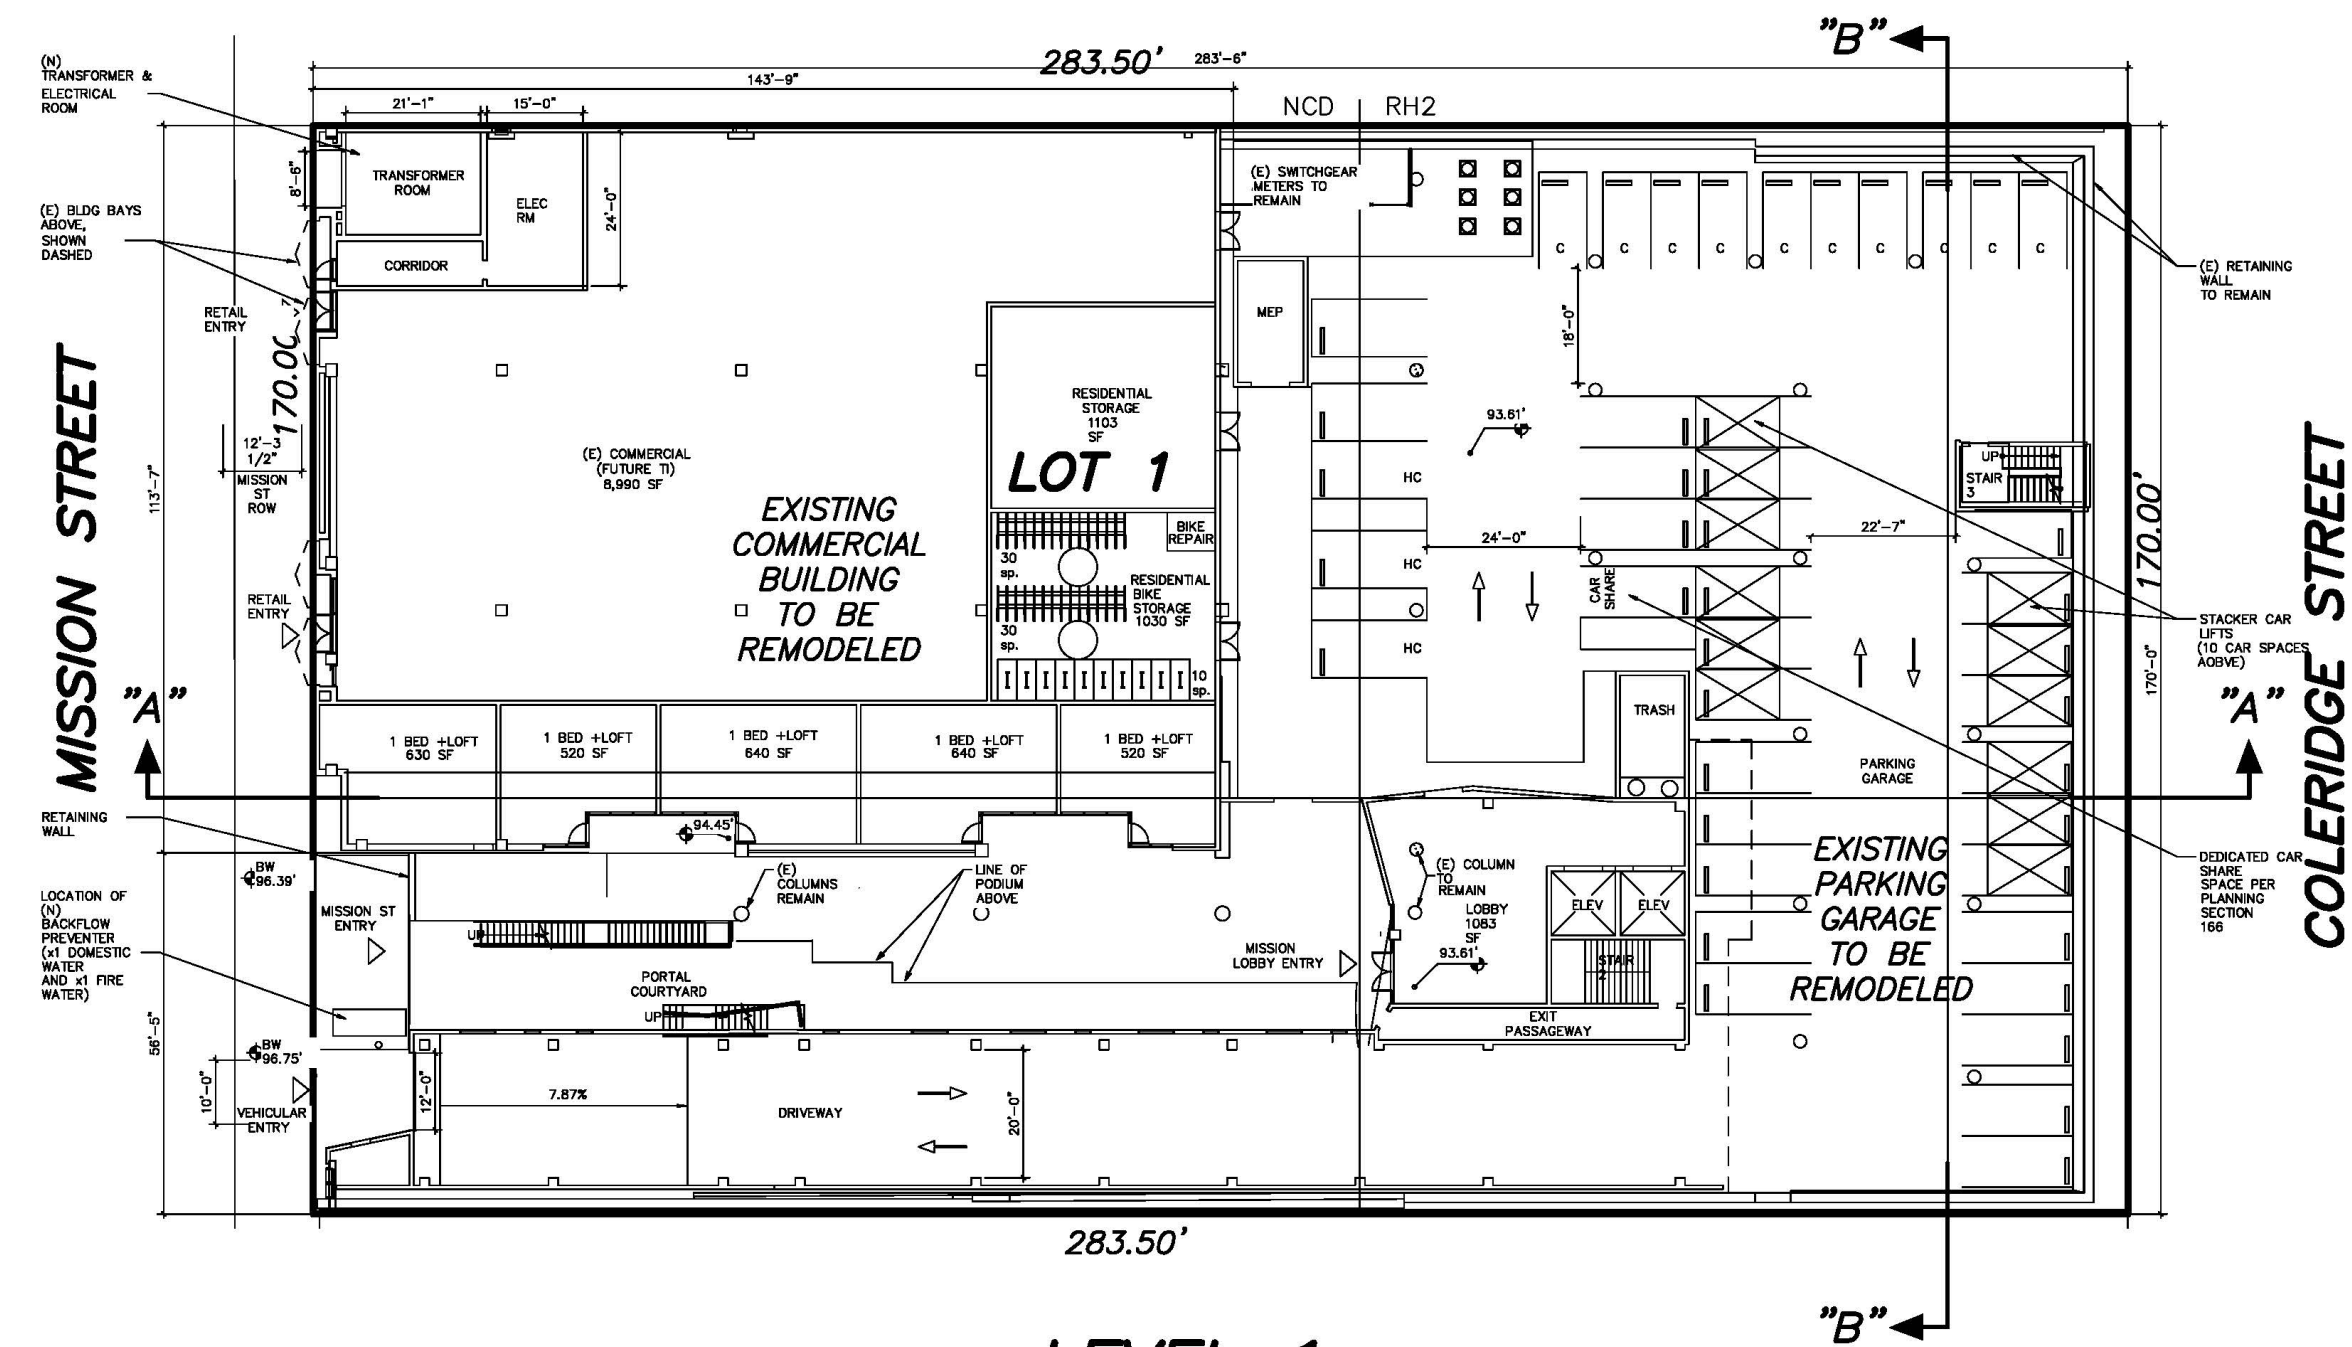 "B"
283.50'
283'-6"
143'-9"
NCD
RH2
(N)
TRANSFORMER &
ELECTRICAL
ROOM
21'-1"
15'-0"
8'-6"
TRANSFORMER
ROOM
ELEC
RM
24'-0"
CORRIDOR
(E) BLDG BAYS
ABOVE,
SHOWN
DASHED
RETAIL
ENTRY
170.00
12'-3
1/2"
MISSION
ST
ROW
113'-7"
MISSION STREET
(E) SWITCHGEAR
METERS TO
REMAIN
MEP
C
C
C
C
C
C
C
C
C
C
18'-0"
(E) RETAINING
WALL
TO REMAIN
RESIDENTIAL
STORAGE
1103
SF
(E) COMMERCIAL
(FUTURE TI)
8,990 SF
LOT 1
EXISTING
COMMERCIAL
BUILDING
TO BE
REMODELED
BIKE
REPAIR
30
sp.
RESIDENTIAL
BIKE
STORAGE
1030 SF
30
sp.
10
sp.
RETAIL
ENTRY
93.61'
HC
HC
HC
24'-0"
CAR
SHARE
22'-7"
UP
STAIR
3
170.00'
170'-0"
COLERIDGE STREET
STACKER CAR
LIFTS
(10 CAR SPACES
AOBVE)
"A"
"A"
1 BED +LOFT
630 SF
1 BED +LOFT
520 SF
1 BED +LOFT
640 SF
1 BED +LOFT
640 SF
1 BED +LOFT
520 SF
TRASH
PARKING
GARAGE
RETAINING
WALL
94.45'
BW
96.39'
(E)
COLUMNS
REMAIN
LINE OF
PODIUM
ABOVE
(E) COLUMN
TO
REMAIN
LOBBY
1083
SF
93.61'
ELEV
ELEV
STAIR
2
EXISTING
PARKING
GARAGE
TO BE
REMODELED
DEDICATED CAR
SHARE
SPACE PER
PLANNING
SECTION
166
LOCATION OF
(N)
BACKFLOW
PREVENTER
(x1 DOMESTIC
WATER
AND x1 FIRE
WATER)
MISSION ST
ENTRY
UP
PORTAL
COURTYARD
UP
MISSION
LOBBY ENTRY
EXIT
PASSAGEWAY
56'-5"
BW
96.75'
10'-0"
VEHICULAR
ENTRY
12'-0"
7.87%
DRIVEWAY
20'-0"
283.50'
"B"
LEVEL 1